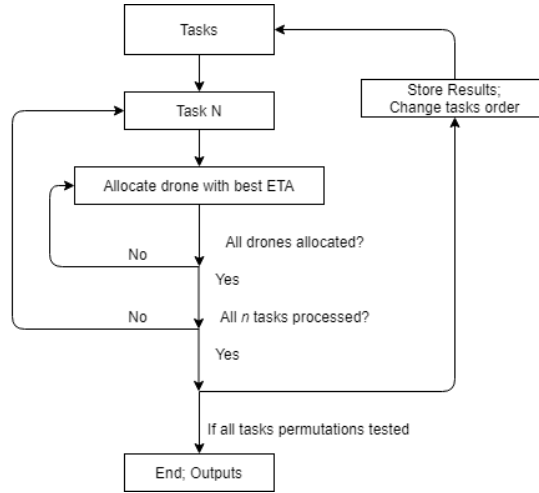 Tasks
Store Results;
Change tasks order
Task N
Allocate drone with best ETA
All drones allocated?
No
Yes
No
All n tasks processed?
Yes
If all tasks permutations tested
End; Outputs